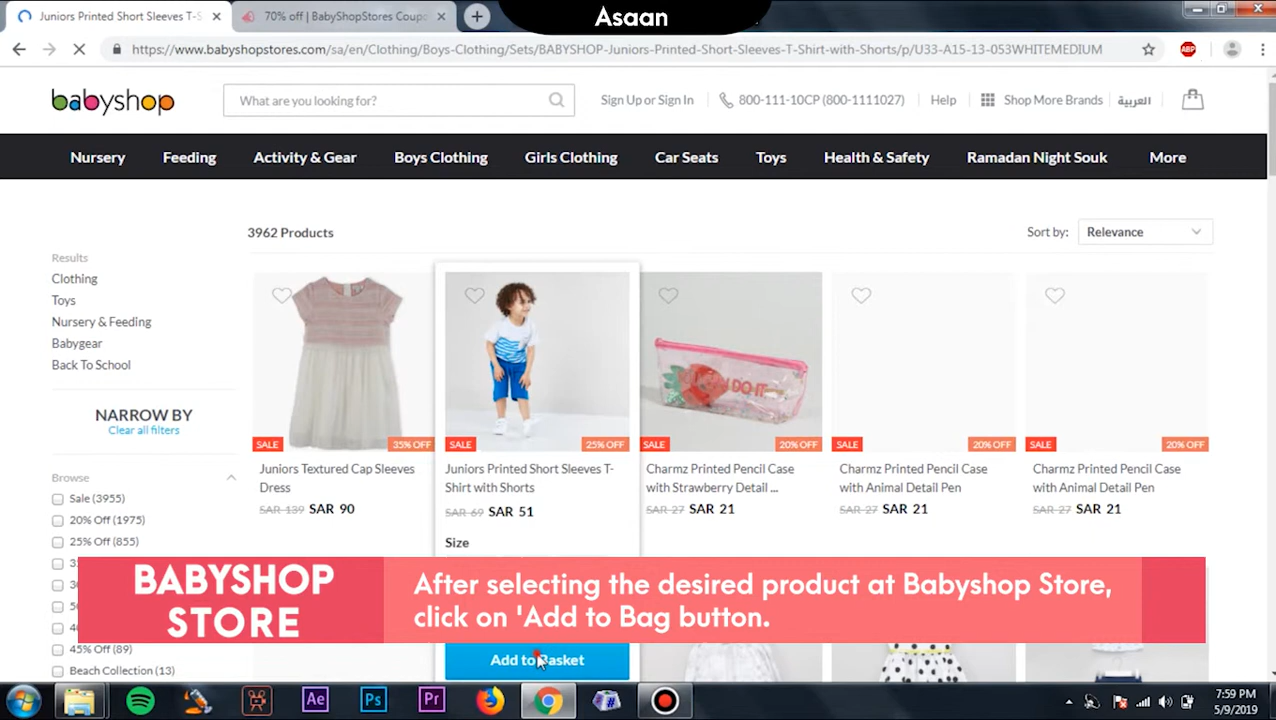 Asaan
Juniors Printed Short Sleeves T-S
70% off | BabyShopStores Coupo
https://www.babyshopstores.com/sa/en/Clothing/Boys-Clothing/Sets/BABYSHOP-Juniors-Printed-Short-Sleeves-T-Shirt-with-Shorts/p/U33-A15-13-053WHITEMEDIUM
ABP
babyshop
What are you looking for?
Sign Up or Sign In
800-111-10CP (800-1111027)
Help
Shop More Brands
العربية
Nursery Feeding Activity & Gear Boys Clothing Girls Clothing Car Seats Toys Health & Safety Ramadan Night Souk More
3962 Products
Sort by: Relevance
Results
Clothing
Toys
Nursery & Feeding
Babygear
Back To School
NARROW BY
Clear all filters
Browse
Sale (3955)
20% Off (1975)
25% Off (855)
45% Off (89)
Beach Collection (13)
SALE 35% OFF
Juniors Textured Cap Sleeves
Dress
SAR 139 SAR 90
SALE 25% OFF
Juniors Printed Short Sleeves T-
Shirt with Shorts
SAR 69 SAR 51
Size
Add to Basket
SALE 20% OFF
Charmz Printed Pencil Case
with Strawberry Detail ...
SAR 27 SAR 21
SALE 20% OFF
Charmz Printed Pencil Case
with Animal Detail Pen
SAR 27 SAR 21
SALE 20% OFF
Charmz Printed Pencil Case
with Animal Detail Pen
SAR 27 SAR 21
BABYSHOP
STORE
After selecting the desired product at Babyshop Store,
click on 'Add to Bag button.
Ae
Ps
Pr
7:59 PM
5/9/2019